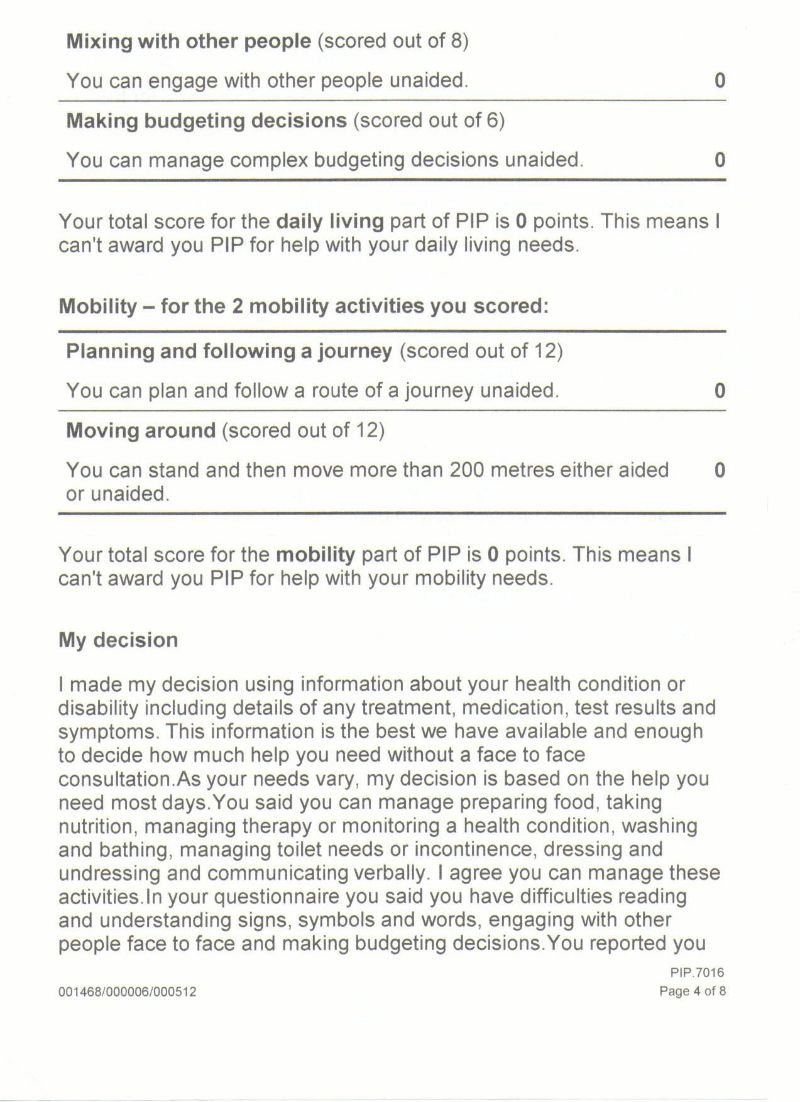 Mixing with other people (scored out of 8)
You can engage with other people unaided. 0
Making budgeting decisions (scored out of 6)
You can manage complex budgeting decisions unaided. 0
Your total score for the daily living part of PIP is 0 points. This means I
can't award you PIP for help with your daily living needs.
Mobility – for the 2 mobility activities you scored:
Planning and following a journey (scored out of 12)
You can plan and follow a route of a journey unaided. 0
Moving around (scored out of 12)
You can stand and then move more than 200 metres either aided 0
or unaided.
Your total score for the mobility part of PIP is 0 points. This means I
can't award you PIP for help with your mobility needs.
My decision
I made my decision using information about your health condition or
disability including details of any treatment, medication, test results and
symptoms. This information is the best we have available and enough
to decide how much help you need without a face to face
consultation.As your needs vary, my decision is based on the help you
need most days.You said you can manage preparing food, taking
nutrition, managing therapy or monitoring a health condition, washing
and bathing, managing toilet needs or incontinence, dressing and
undressing and communicating verbally. I agree you can manage these
activities.In your questionnaire you said you have difficulties reading
and understanding signs, symbols and words, engaging with other
people face to face and making budgeting decisions.You reported you
PIP.7016
001468/000006/000512 Page 4 of 8